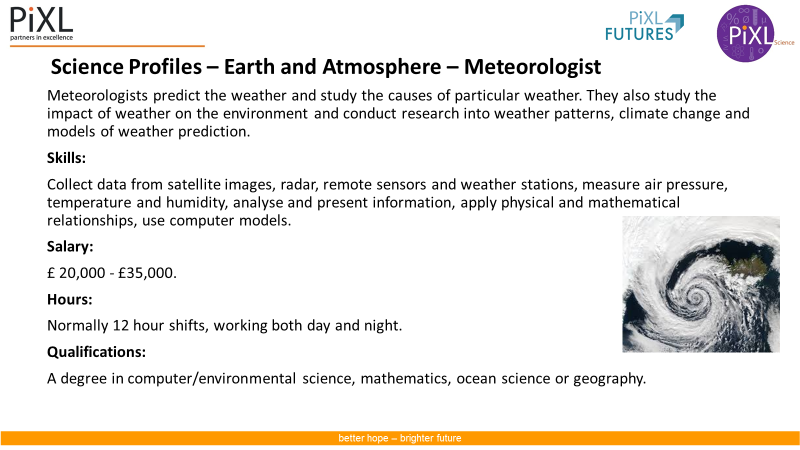 PiXL
partners in excellence
PiXL
FUTURES
PiXL
Science
Science Profiles – Earth and Atmosphere – Meteorologist
Meteorologists predict the weather and study the causes of particular weather. They also study the
impact of weather on the environment and conduct research into weather patterns, climate change and
models of weather prediction.
Skills:
Collect data from satellite images, radar, remote sensors and weather stations, measure air pressure,
temperature and humidity, analyse and present information, apply physical and mathematical
relationships, use computer models.
Salary:
£ 20,000 - £35,000.
Hours:
Normally 12 hour shifts, working both day and night.
Qualifications:
A degree in computer/environmental science, mathematics, ocean science or geography.
better hope – brighter future